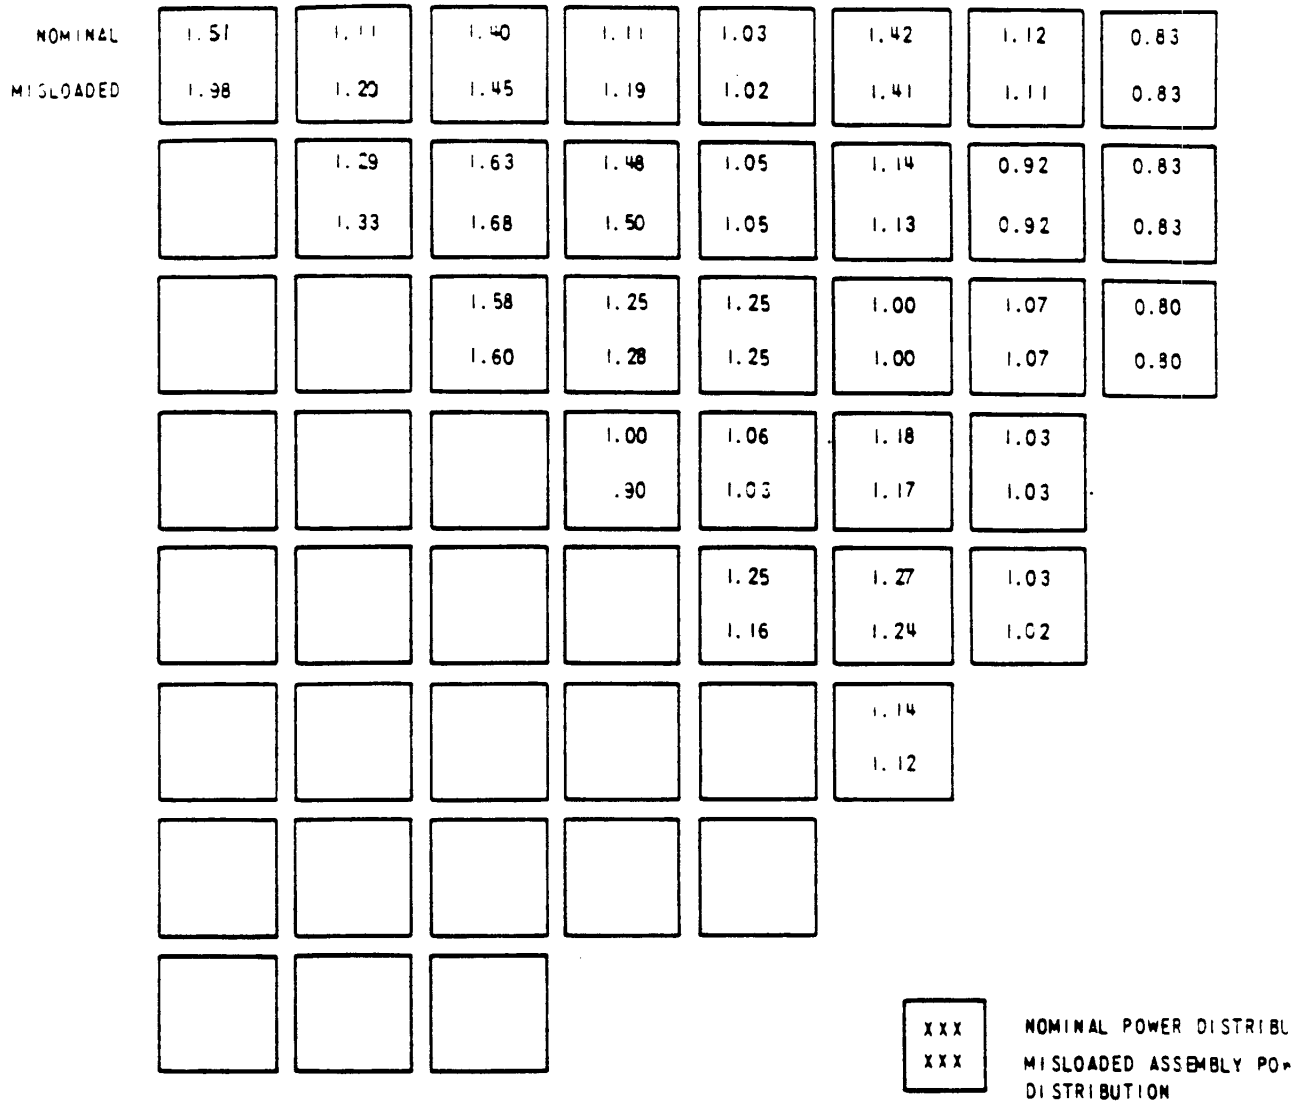 NOMINAL 1.51 1.11 1.40 1.11 1.03 1.42 1.12 0.83
MISLOADED 1.98 1.20 1.45 1.19 1.02 1.41 1.11 0.83
1.29 1.63 1.48 1.05 1.14 0.92 0.83
1.33 1.68 1.50 1.05 1.13 0.92 0.83
1.58 1.25 1.25 1.00 1.07 0.80
1.60 1.28 1.25 1.00 1.07 0.80
1.00 1.06 1.18 1.03
.90 1.03 1.17 1.03
1.25 1.27 1.03
1.16 1.24 1.02
1.14
1.12
XXX NOMINAL POWER DISTRIBU
XXX MISLOADED ASSEMBLY POW
DISTRIBUTION